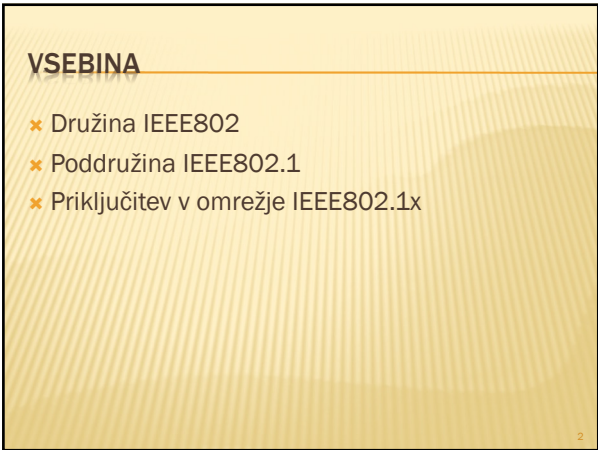 VSEBINA
Družina IEEE802
Poddružina IEEE802.1
Priključitev v omrežje IEEE802.1x
2